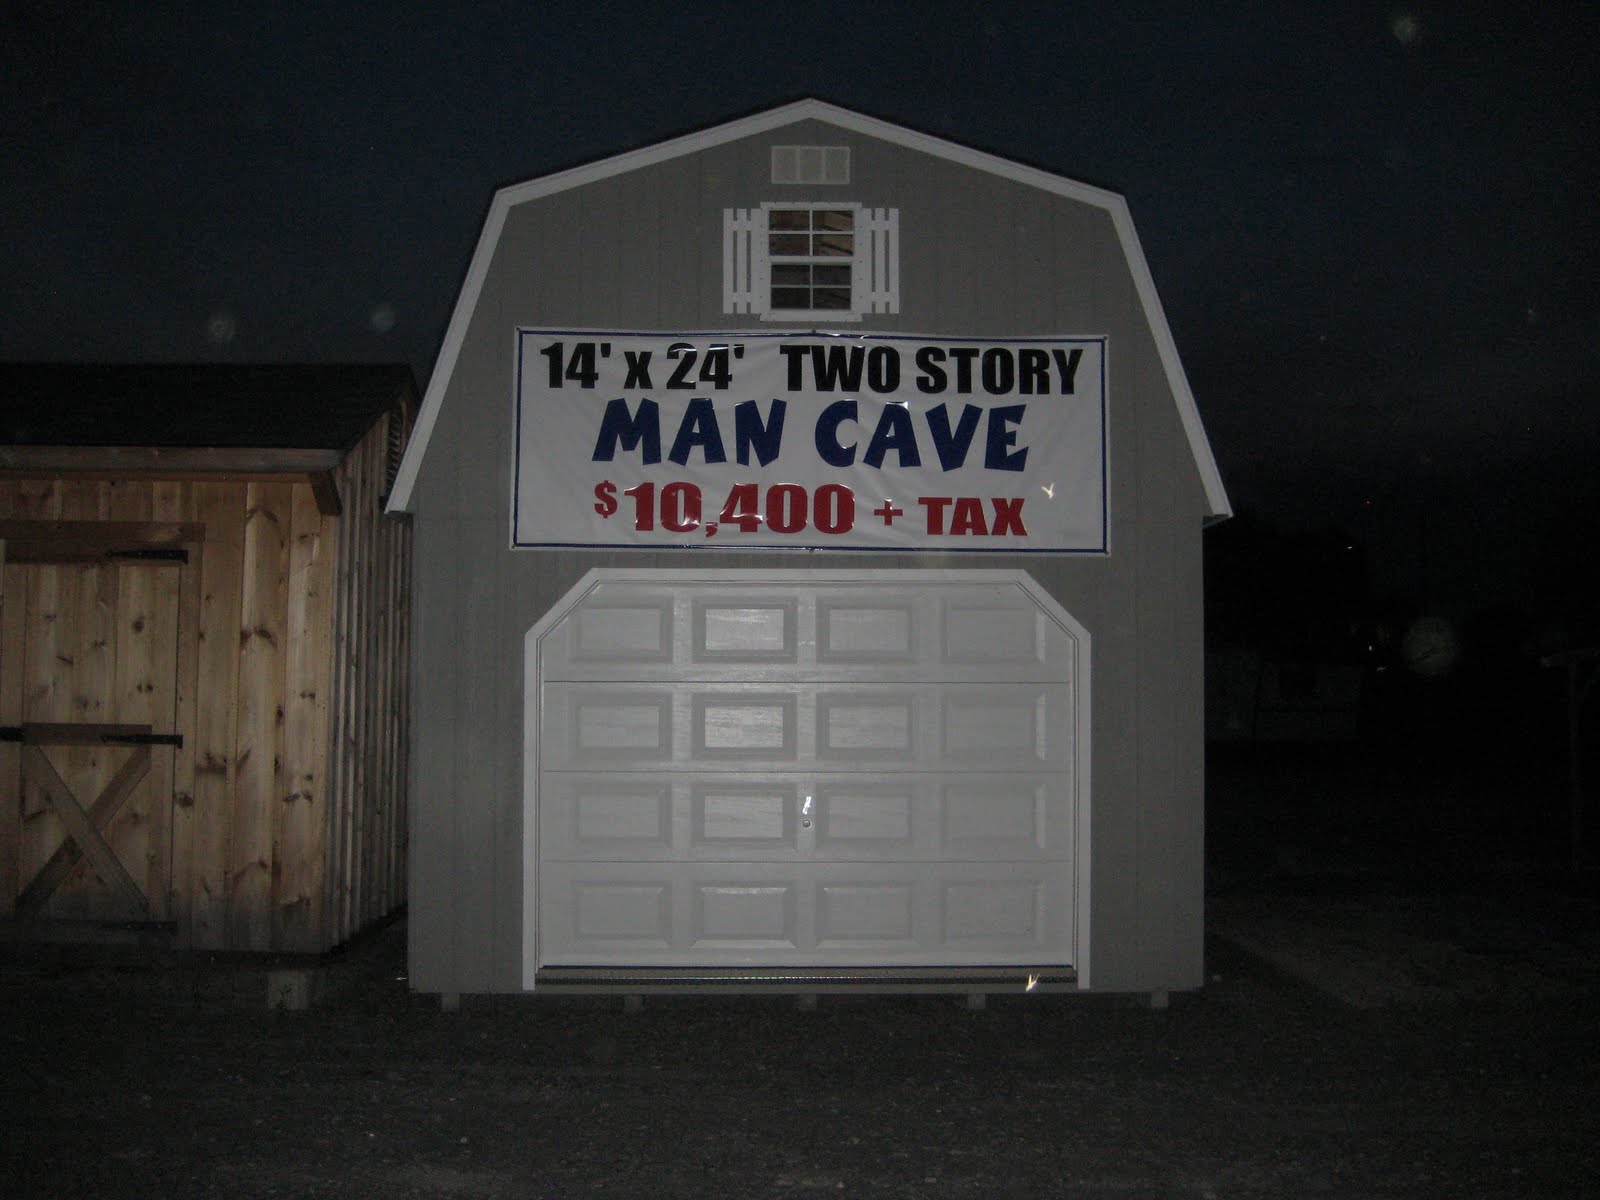 14' x 24' TWO STORY
MAN CAVE
$10,400 + TAX